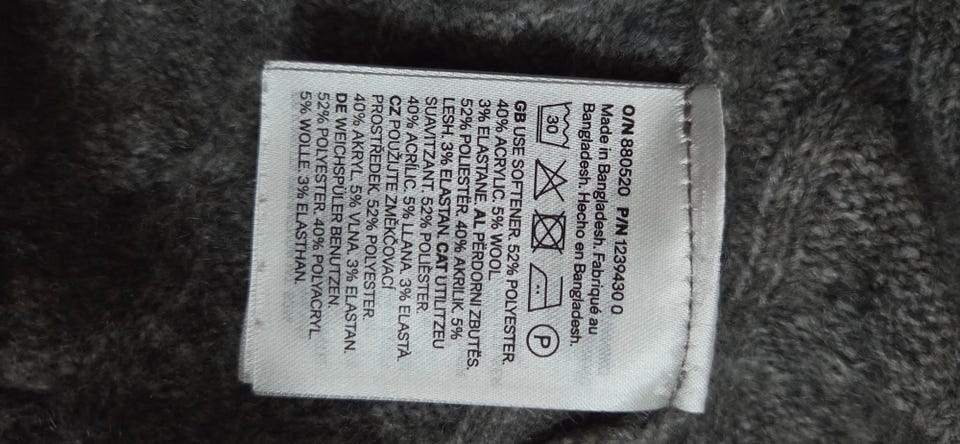 O/N 880520 P/N 1239430 0
Made in Bangladesh. Fabriqué au
Bangladesh. Hecho en Bangladesh.
30 P
GB USE SOFTENER. 52% POLYESTER.
40% ACRYLIC. 5% WOOL.
3% ELASTANE. AL PËRDORNI ZBUTËS.
52% POLIESTËR. 40% AKRILIK. 5%
LESH. 3% ELASTAN. CAT UTILITZEU
SUAVITZANT. 52% POLIÈSTER.
40% ACRÍLIC. 5% LLANA. 3% ELASTÀ.
CZ POUŽIJTE ZMĚKČOVACÍ
PROSTŘEDEK. 52% POLYESTER.
40% AKRYL. 5% VLNA. 3% ELASTAN.
DE WEICHSPÜLER BENUTZEN.
52% POLYESTER. 40% POLYACRYL.
5% WOLLE. 3% ELASTHAN.